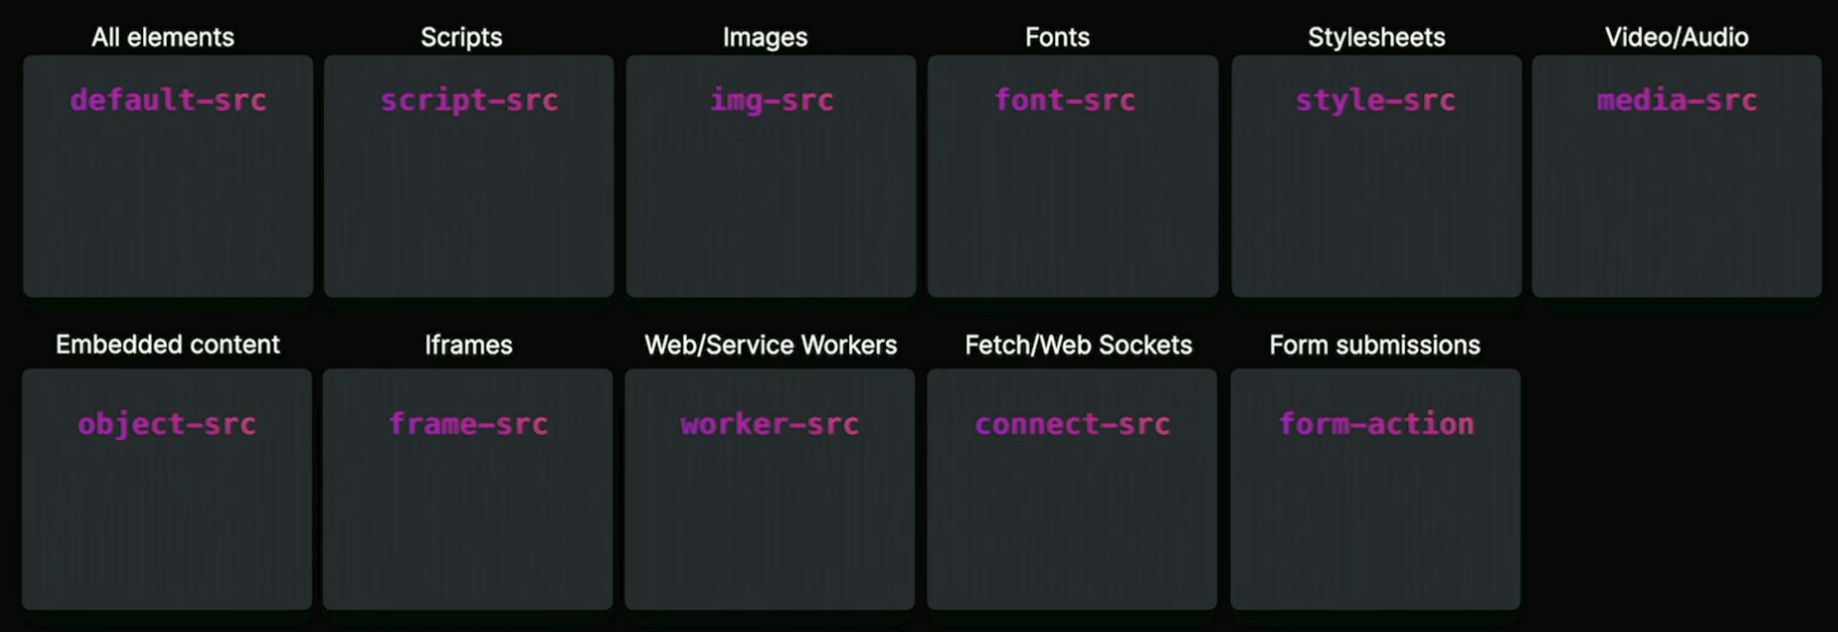 All elements
Scripts
Images
Fonts
Stylesheets
Video/Audio
default-src
script-src
img-src
font-src
style-src
media-src
Embedded content
Iframes
Web/Service Workers
Fetch/Web Sockets
Form submissions
object-src
frame-src
worker-src
connect-src
form-action